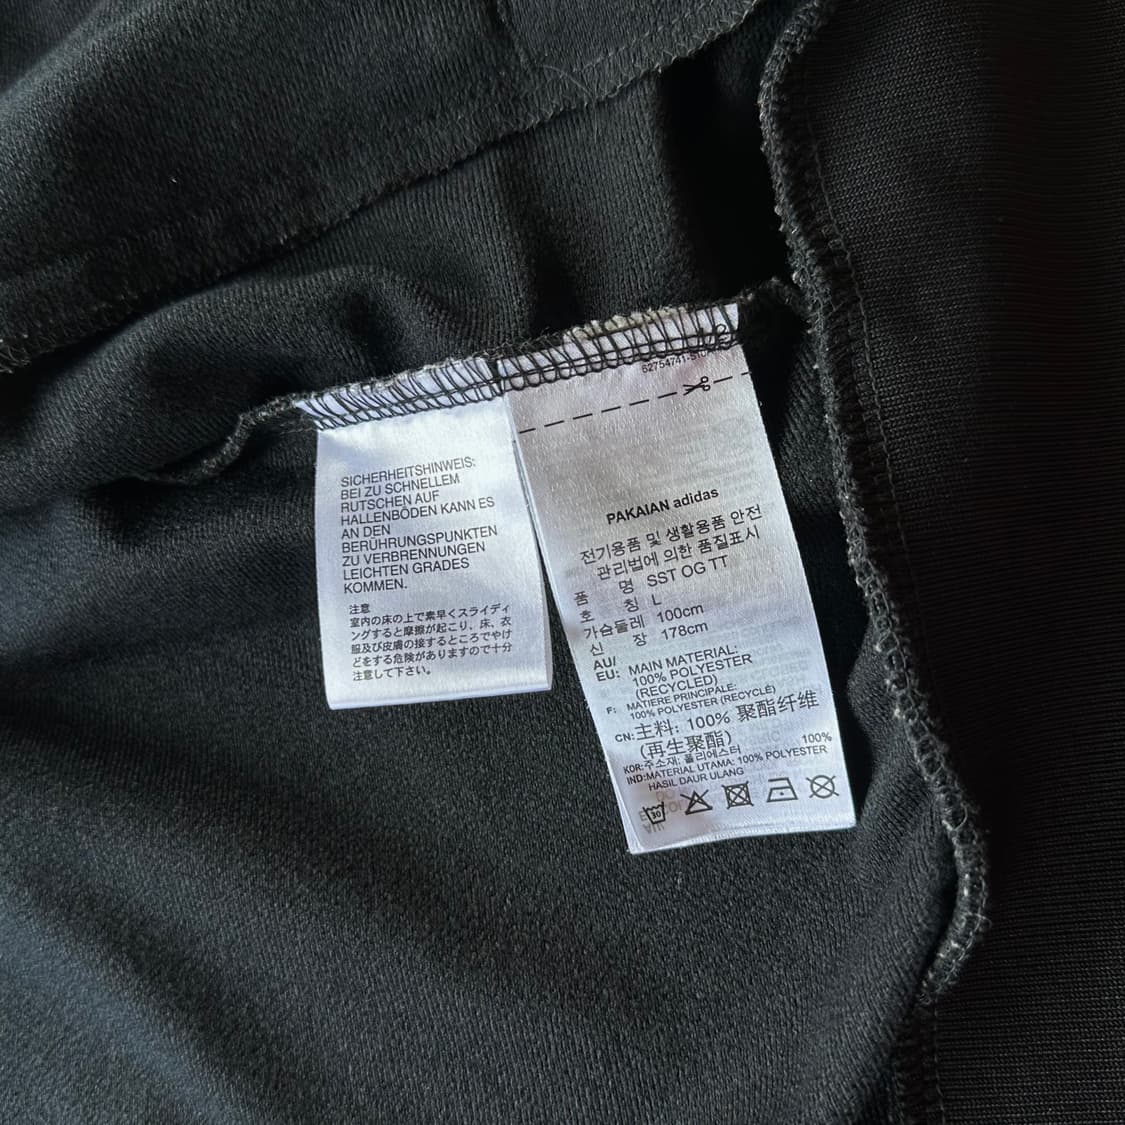 SICHERHEITSHINWEIS:
BEI ZU SCHNELLEM
RUTSCHEN AUF
HALLENBÖDEN KANN ES
AN DEN
BERÜHRUNGSPUNKTEN
ZU VERBRENNUNGEN
LEICHTEN GRADES
KOMMEN.
注意
室内の床の上で素早くスライディ
ングすると摩擦が起こり、床、衣
服及び皮膚の接するところでやけ
どをする危険がありますので十分
注意して下さい。
PAKAIAN adidas
전기용품 및 생활용품 안전
관리법에 의한 품질표시
품 명 SST OG TT
호 칭 L
가슴둘레 100cm
신 장 178cm
AU/
EU: MAIN MATERIAL:
100% POLYESTER
(RECYCLED)
F: MATIERE PRINCIPALE:
100% POLYESTER (RECYCLÉ)
CN: 主料: 100% 聚酯纤维
(再生聚酯)
KOR: 주소재: 폴리에스터 100%
IND: MATERIAL UTAMA: 100% POLYESTER
HASIL DAUR ULANG
30